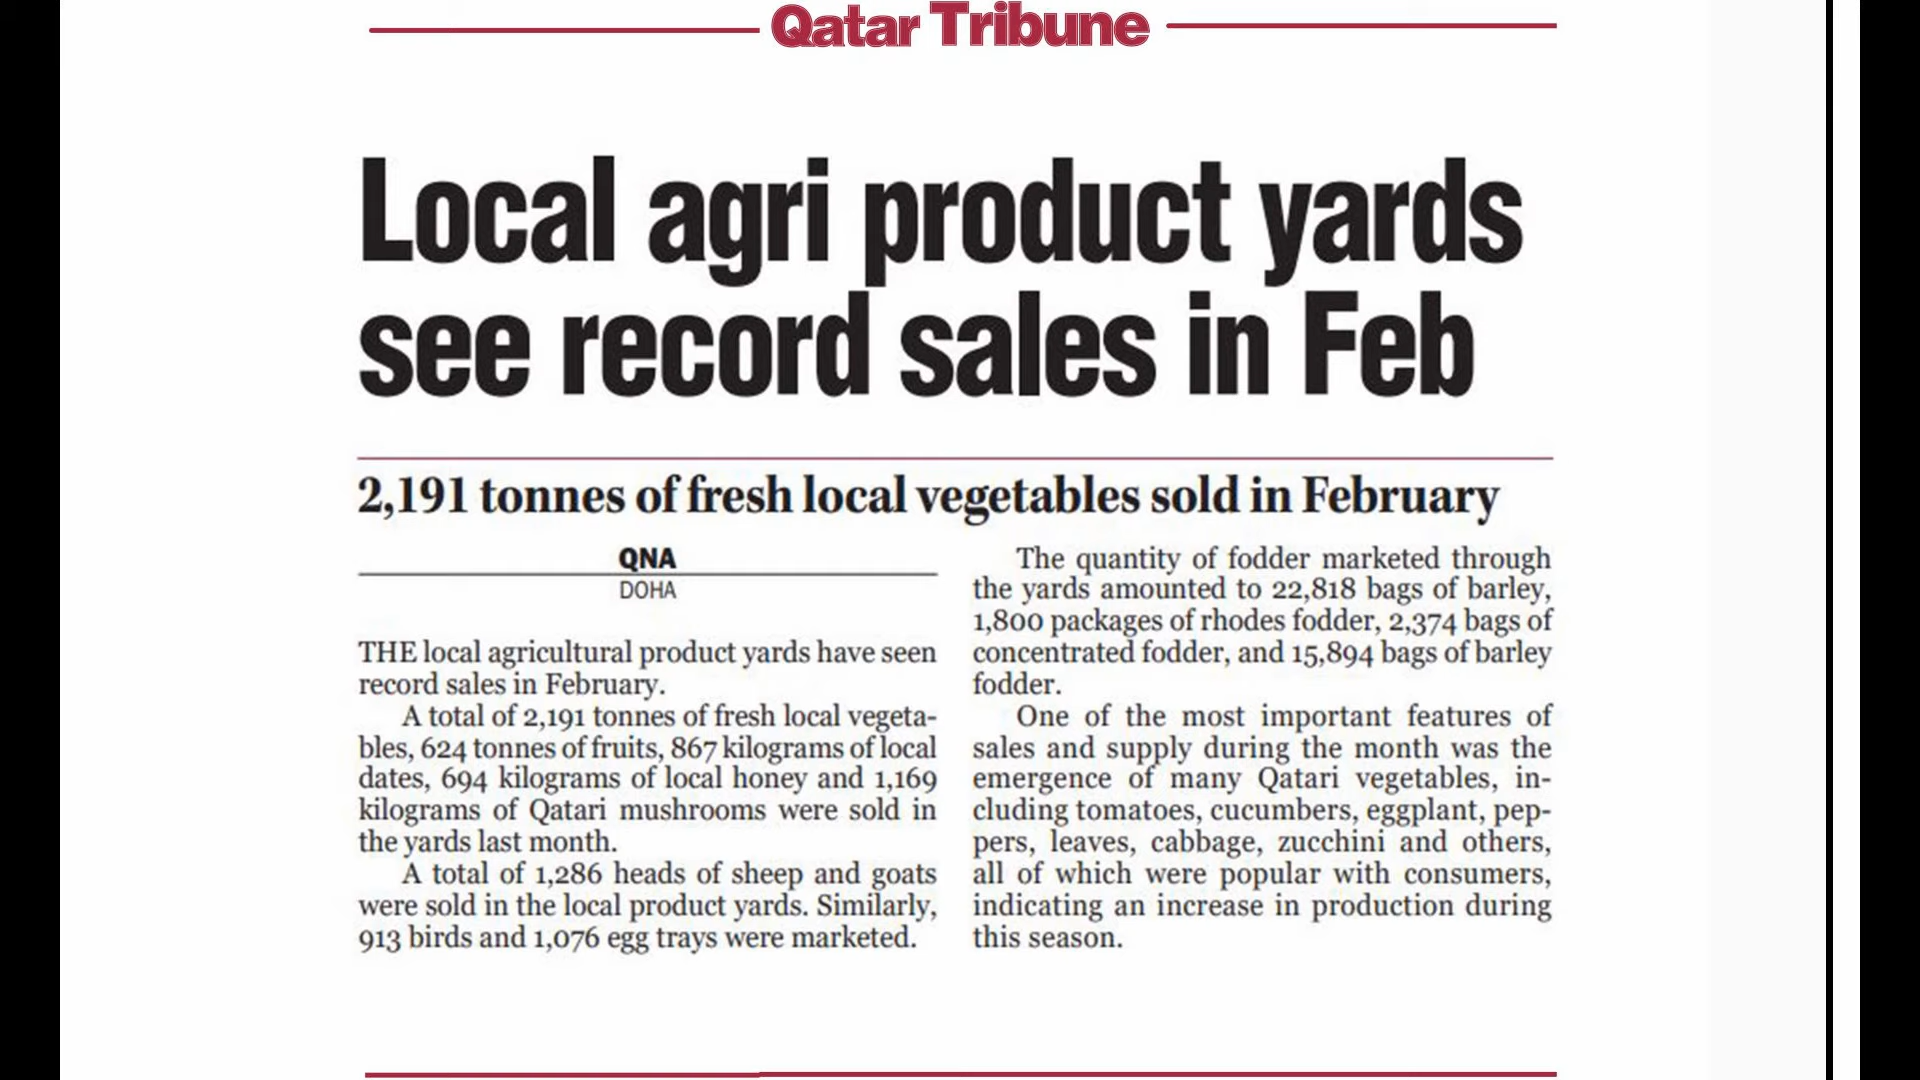 Qatar Tribune
Local agri product yards
see record sales in Feb
2,191 tonnes of fresh local vegetables sold in February
QNA
DOHA
THE local agricultural product yards have seen
record sales in February.
A total of 2,191 tonnes of fresh local vegeta-
bles, 624 tonnes of fruits, 867 kilograms of local
dates, 694 kilograms of local honey and 1,169
kilograms of Qatari mushrooms were sold in
the yards last month.
A total of 1,286 heads of sheep and goats
were sold in the local product yards. Similarly,
913 birds and 1,076 egg trays were marketed.
The quantity of fodder marketed through
the yards amounted to 22,818 bags of barley,
1,800 packages of rhodes fodder, 2,374 bags of
concentrated fodder, and 15,894 bags of barley
fodder.
One of the most important features of
sales and supply during the month was the
emergence of many Qatari vegetables, in-
cluding tomatoes, cucumbers, eggplant, pep-
pers, leaves, cabbage, zucchini and others,
all of which were popular with consumers,
indicating an increase in production during
this season.